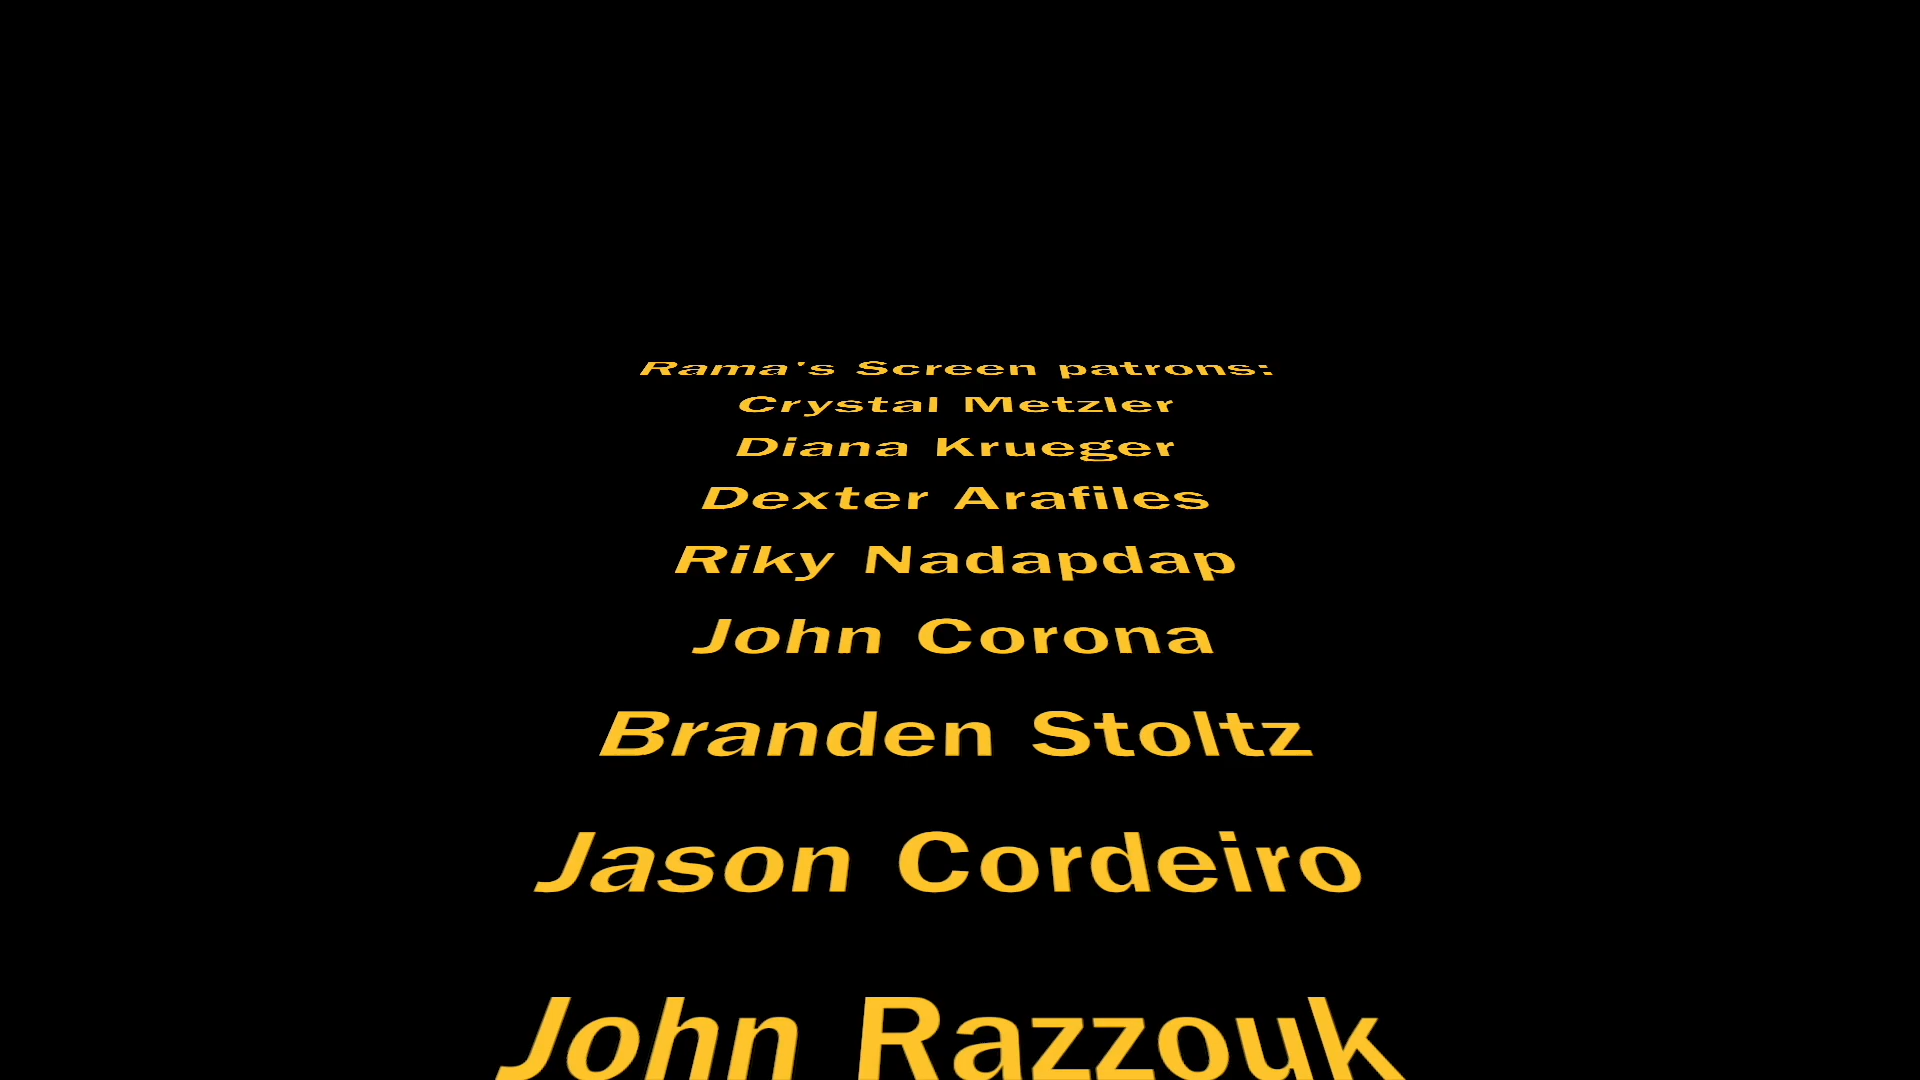 Rama's Screen patrons:
Crystal Metzler
Diana Krueger
Dexter Arafiles
Riky Nadapdap
John Corona
Branden Stoltz
Jason Cordeiro
John Razzouk